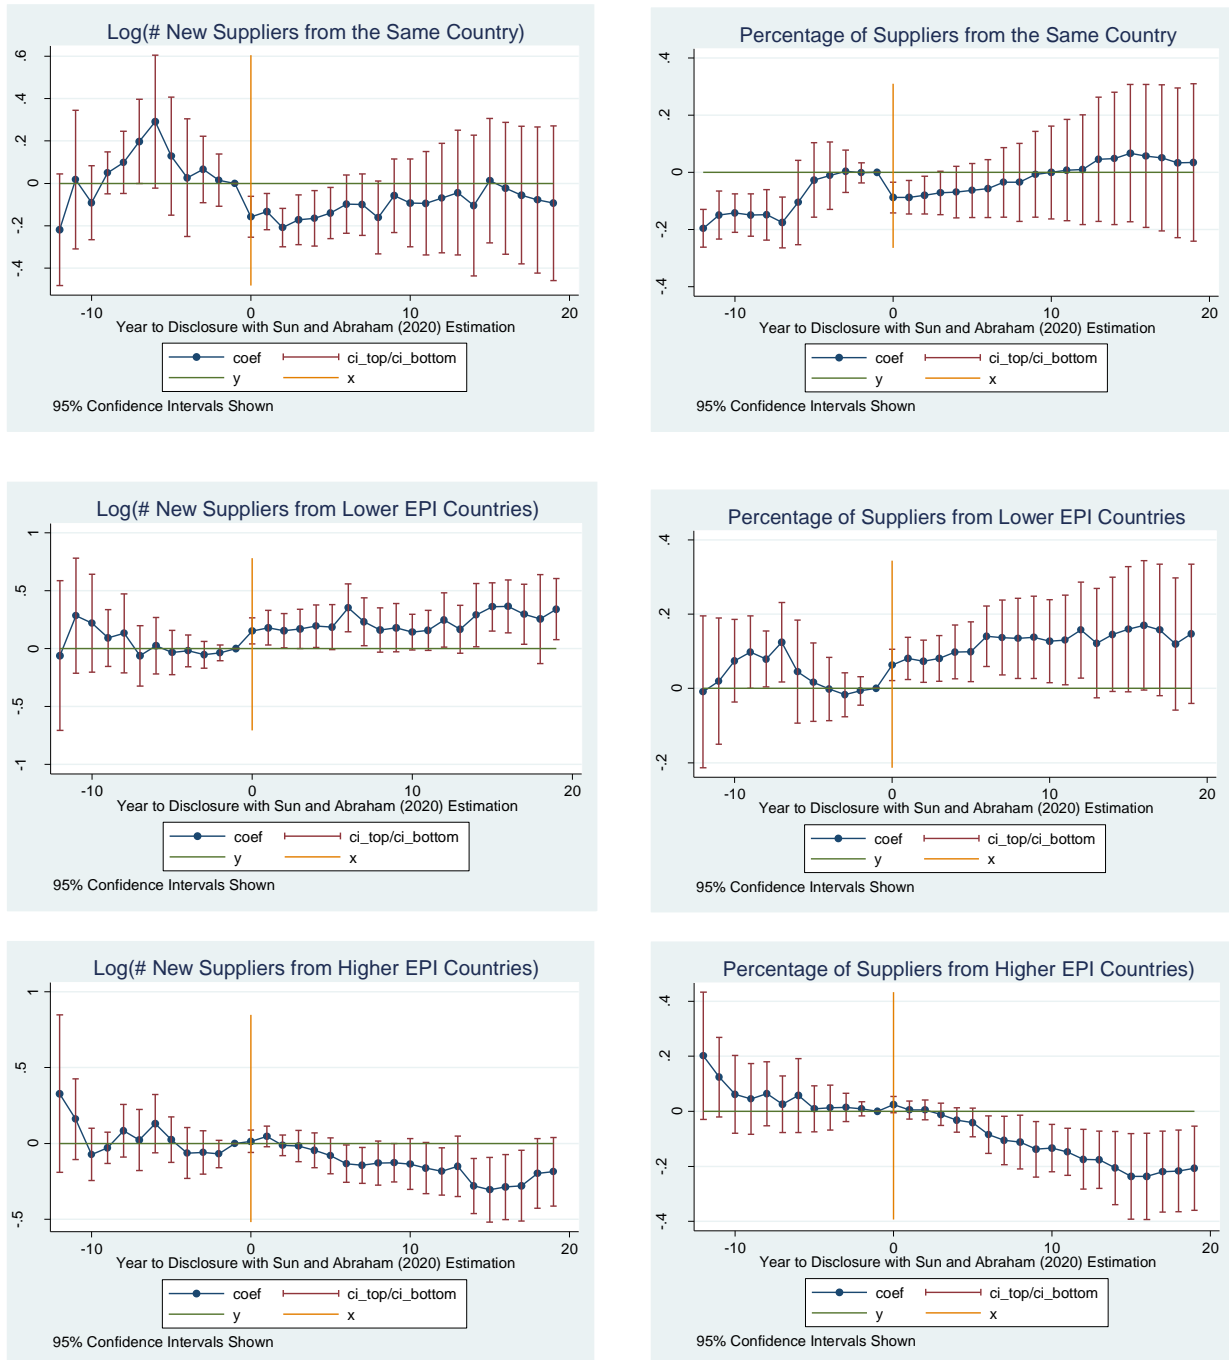 Log(# New Suppliers from the Same Country)
.6
.4
.2
0
-.2
-.4
-10 0 10 20
Year to Disclosure with Sun and Abraham (2020) Estimation
coef ci_top/ci_bottom
y x
95% Confidence Intervals Shown
Percentage of Suppliers from the Same Country
.4
.2
0
-.2
-.4
-10 0 10 20
Year to Disclosure with Sun and Abraham (2020) Estimation
coef ci_top/ci_bottom
y x
95% Confidence Intervals Shown
Log(# New Suppliers from Lower EPI Countries)
1
.5
0
-.5
-1
-10 0 10 20
Year to Disclosure with Sun and Abraham (2020) Estimation
coef ci_top/ci_bottom
y x
95% Confidence Intervals Shown
Percentage of Suppliers from Lower EPI Countries
.4
.2
0
-.2
-10 0 10 20
Year to Disclosure with Sun and Abraham (2020) Estimation
coef ci_top/ci_bottom
y x
95% Confidence Intervals Shown
Log(# New Suppliers from Higher EPI Countries)
1
.5
0
-.5
-10 0 10 20
Year to Disclosure with Sun and Abraham (2020) Estimation
coef ci_top/ci_bottom
y x
95% Confidence Intervals Shown
Percentage of Suppliers from Higher EPI Countries)
.4
.2
0
-.2
-.4
-10 0 10 20
Year to Disclosure with Sun and Abraham (2020) Estimation
coef ci_top/ci_bottom
y x
95% Confidence Intervals Shown